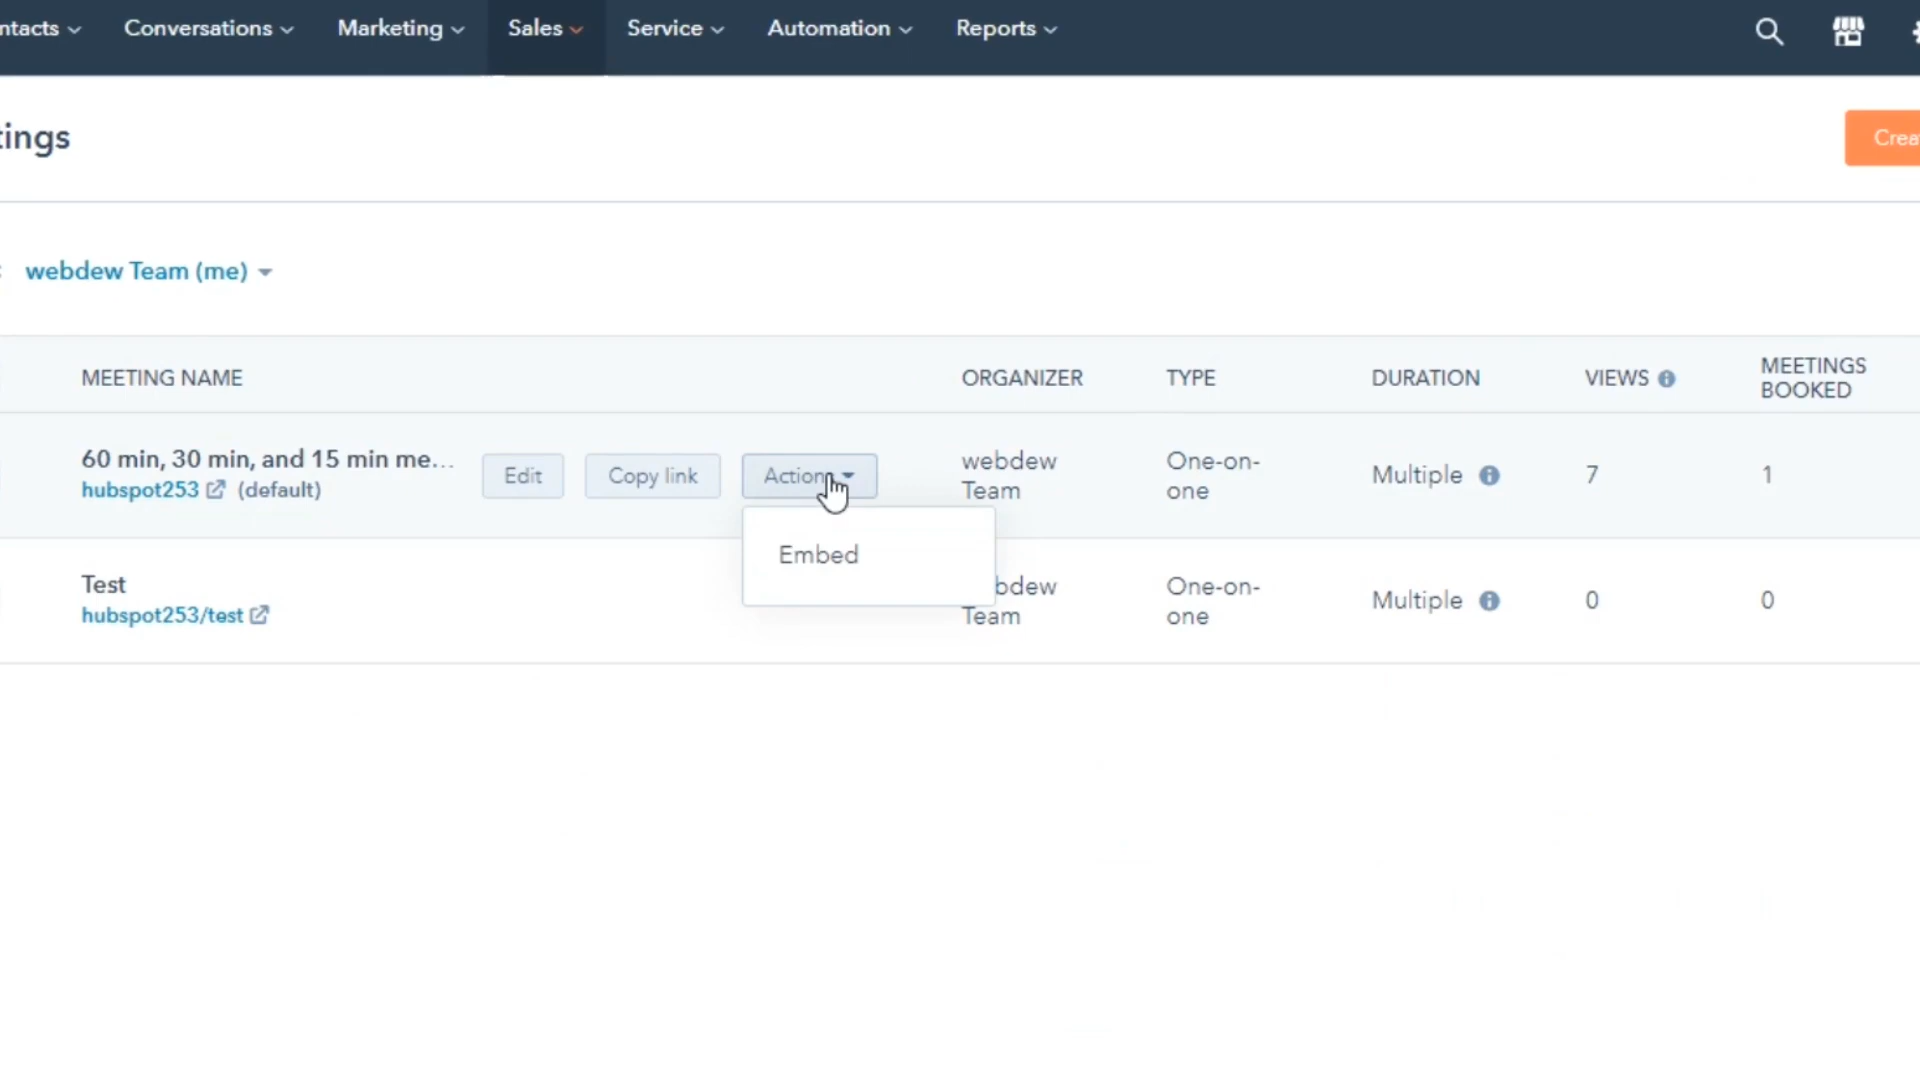 ntacts
Conversations
Marketing
Sales
Service
Automation
Reports
tings
Crea
webdew Team (me)
MEETING NAME
ORGANIZER
TYPE
DURATION
VIEWS
MEETINGS
BOOKED
60 min, 30 min, and 15 min me...
hubspot253 (default)
Edit
Copy link
Actions
webdew
Team
One-on-
one
Multiple
7
1
Embed
Test
hubspot253/test
bdew
Team
One-on-
one
Multiple
0
0